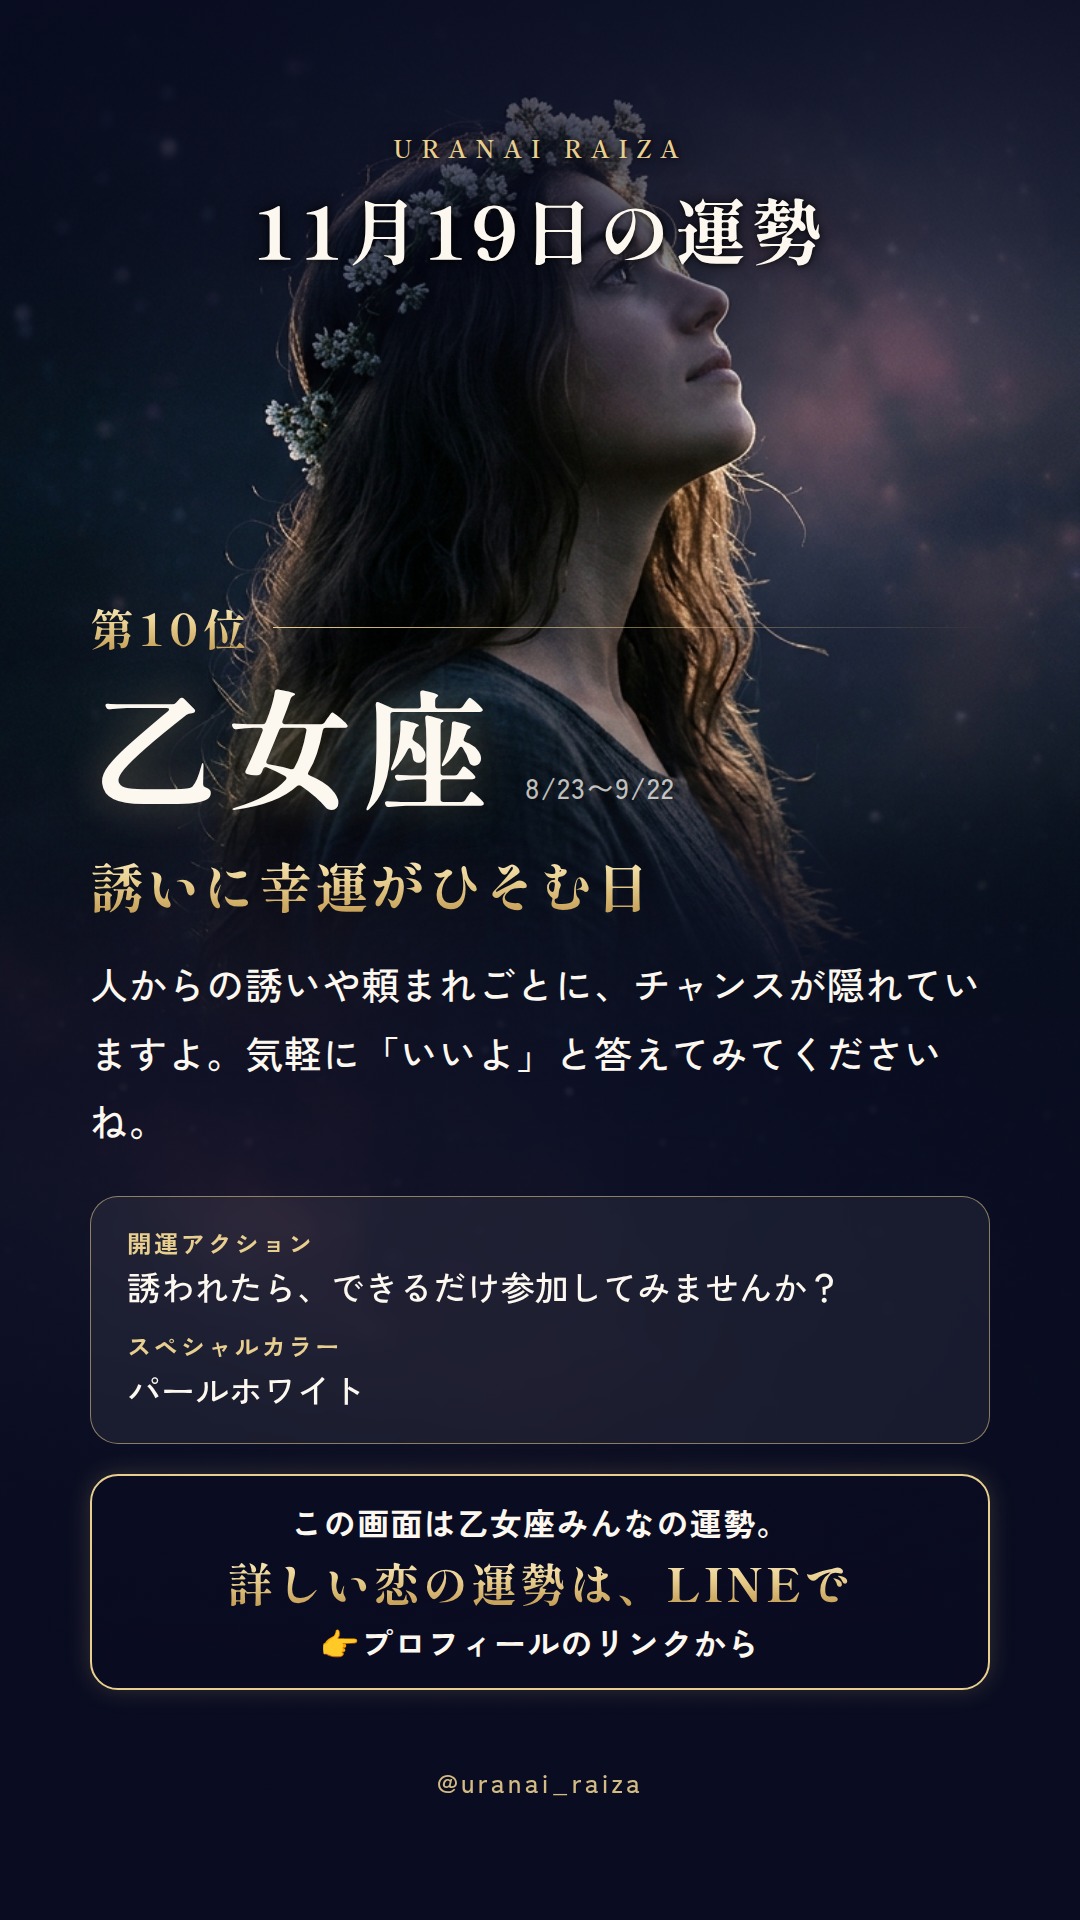 URANAI RAIZA
11月19日の運勢
第10位
乙女座 8/23〜9/22
誘いに幸運がひそむ日
人からの誘いや頼まれごとに、チャンスが隠れてい
ますよ。気軽に「いいよ」と答えてみてください
ね。
開運アクション
誘われたら、できるだけ参加してみませんか？
スペシャルカラー
パールホワイト
この画面は乙女座みんなの運勢。
詳しい恋の運勢は、LINEで
👉プロフィールのリンクから
@uranai_raiza